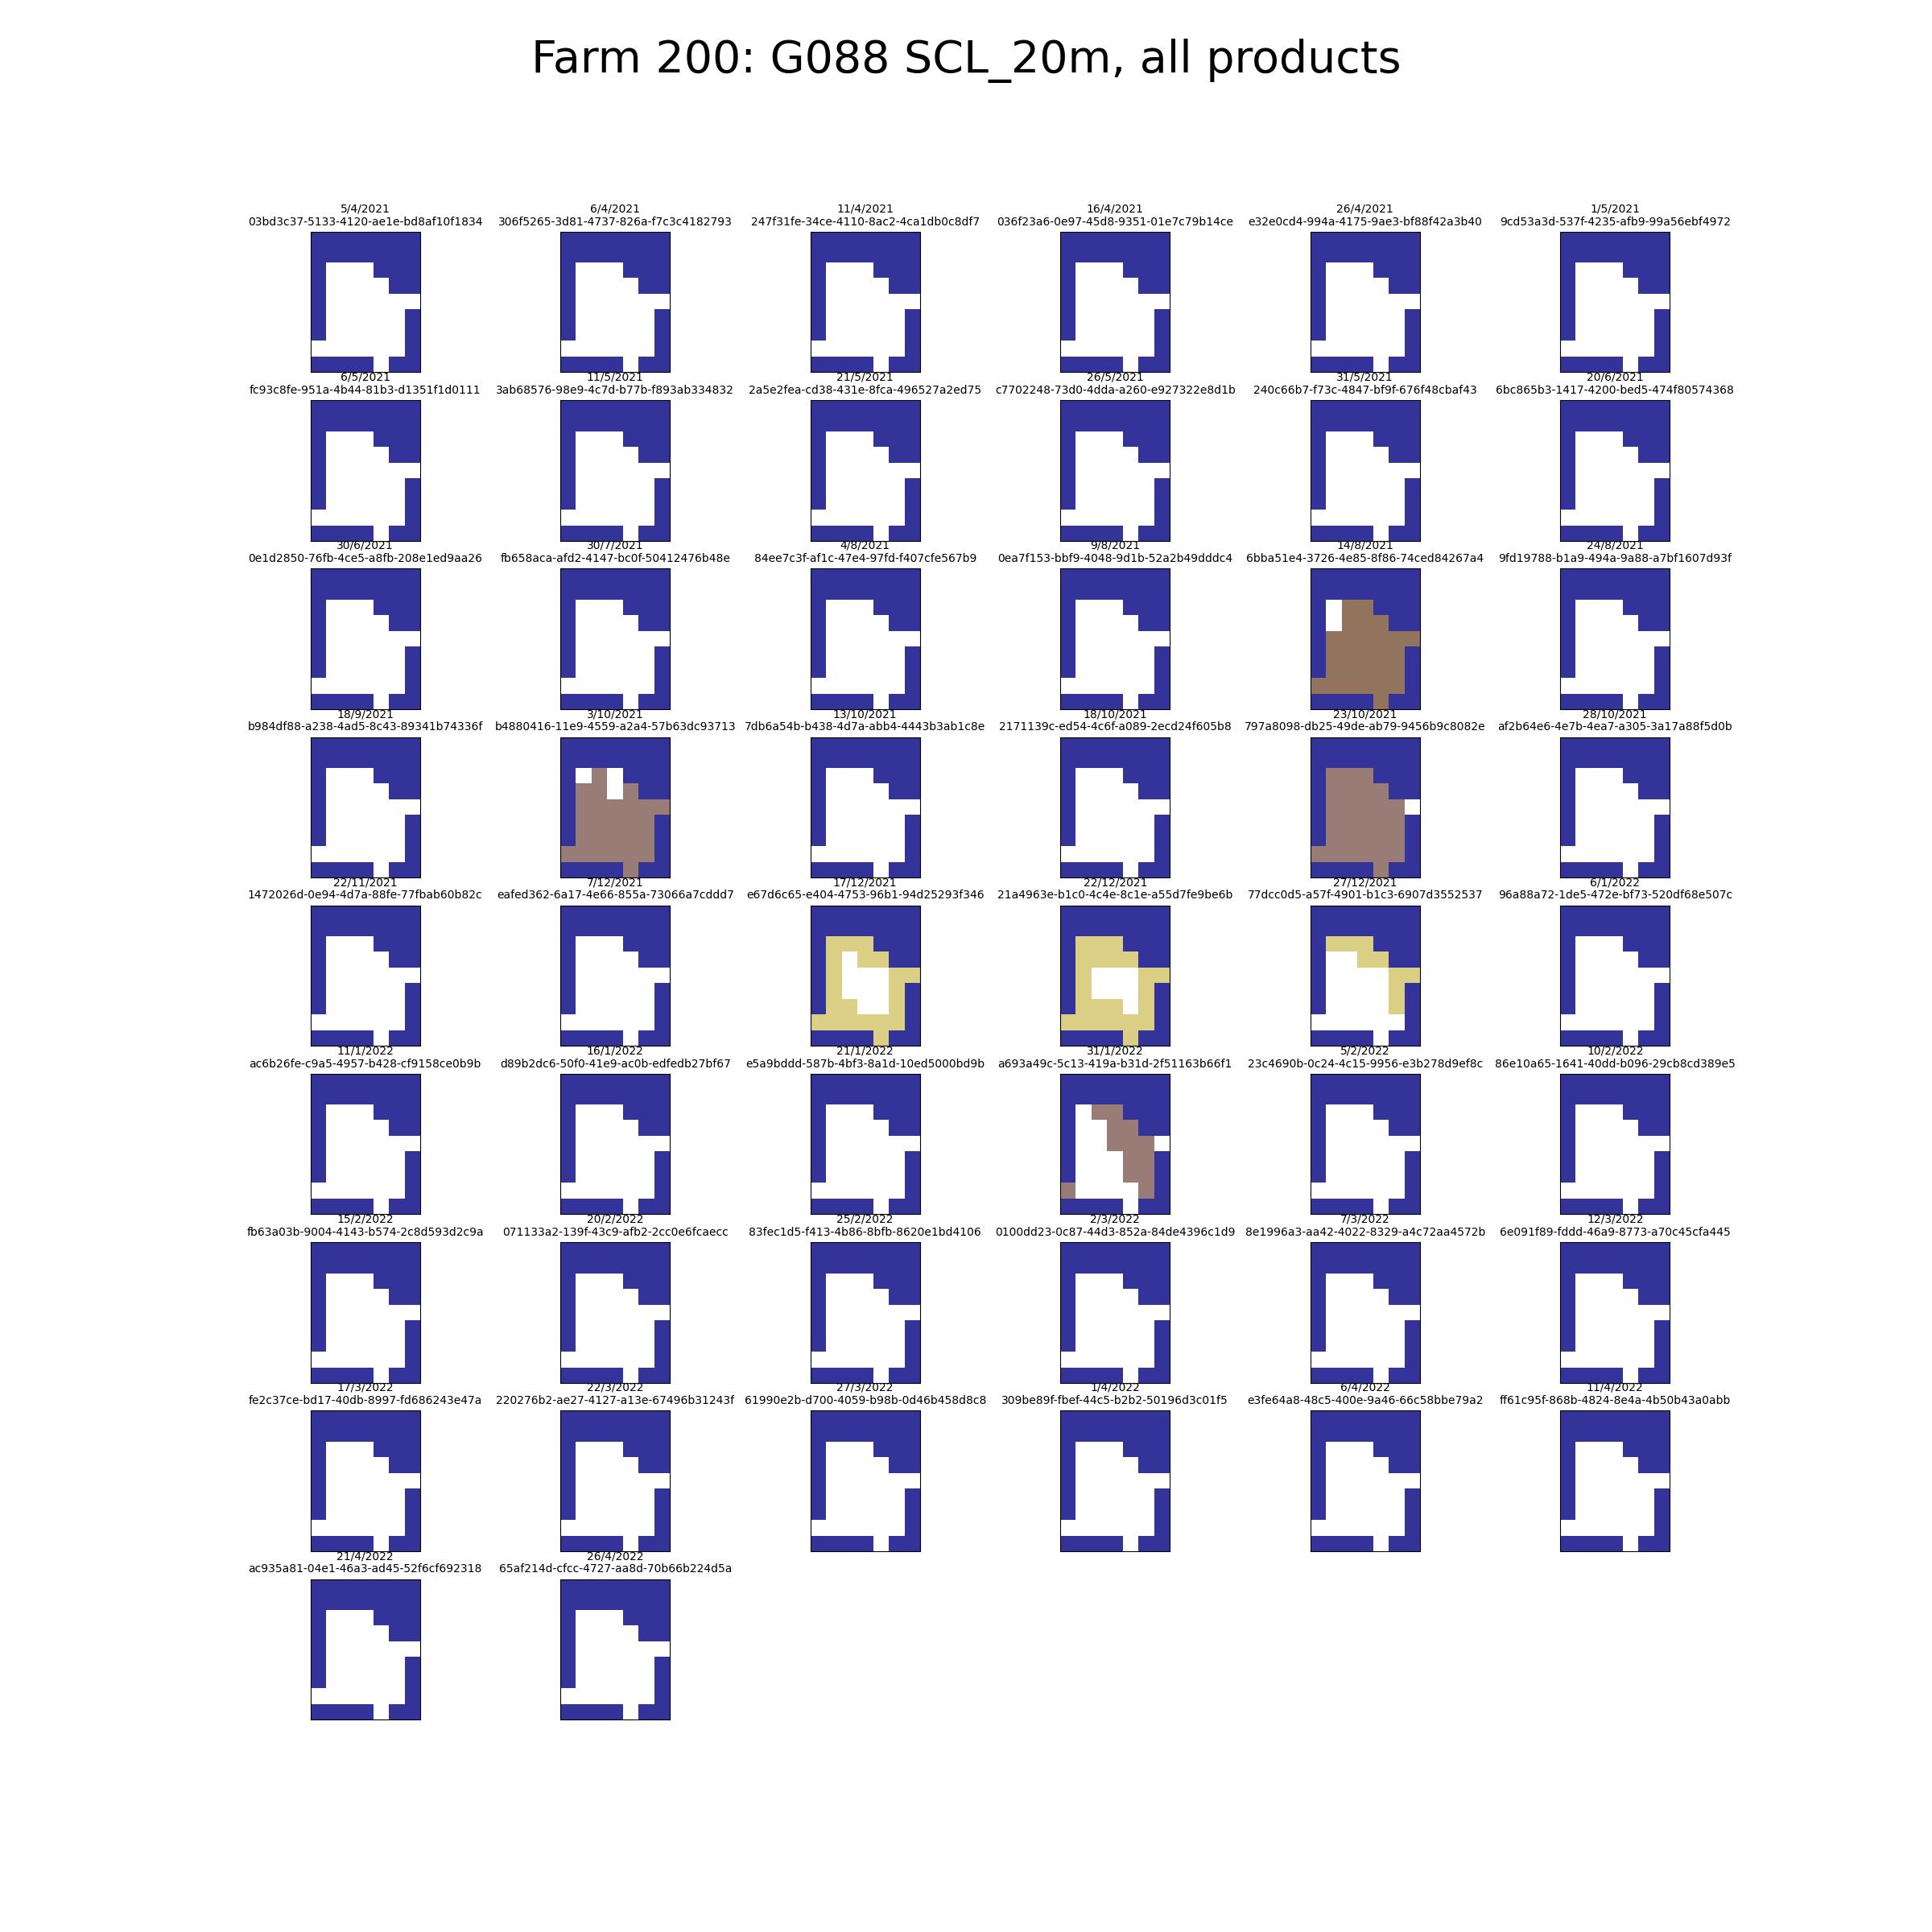 Farm 200: G088 SCL_20m, all products
5/4/2021
03bd3c37-5133-4120-ae1e-bd8af10f1834
6/4/2021
306f5265-3d81-4737-826a-f7c3c4182793
11/4/2021
247f31fe-34ce-4110-8ac2-4ca1db0c8df7
16/4/2021
036f23a6-0e97-45d8-9351-01e7c79b14ce
26/4/2021
e32e0cd4-994a-4175-9ae3-bf88f42a3b40
1/5/2021
9cd53a3d-537f-4235-afb9-99a56ebf4972
6/5/2021
fc93c8fe-951a-4b44-81b3-d1351f1d0111
11/5/2021
3ab68576-98e9-4c7d-b77b-f893ab334832
21/5/2021
2a5e2fea-cd38-431e-8fca-496527a2ed75
26/5/2021
c7702248-73d0-4dda-a260-e927322e8d1b
31/5/2021
240c66b7-f73c-4847-bf9f-676f48cbaf43
20/6/2021
6bc865b3-1417-4200-bed5-474f80574368
30/6/2021
0e1d2850-76fb-4ce5-a8fb-208e1ed9aa26
30/7/2021
fb658aca-afd2-4147-bc0f-50412476b48e
4/8/2021
84ee7c3f-af1c-47e4-97fd-f407cfe567b9
9/8/2021
0ea7f153-bbf9-4048-9d1b-52a2b49dddc4
14/8/2021
6bba51e4-3726-4e85-8f86-74ced84267a4
24/8/2021
9fd19788-b1a9-494a-9a88-a7bf1607d93f
18/9/2021
b984df88-a238-4ad5-8c43-89341b74336f
3/10/2021
b4880416-11e9-4559-a2a4-57b63dc93713
13/10/2021
7db6a54b-b438-4d7a-abb4-4443b3ab1c8e
18/10/2021
2171139c-ed54-4c6f-a089-2ecd24f605b8
23/10/2021
797a8098-db25-49de-ab79-9456b9c8082e
28/10/2021
af2b64e6-4e7b-4ea7-a305-3a17a88f5d0b
22/11/2021
1472026d-0e94-4d7a-88fe-77fbab60b82c
7/12/2021
eafed362-6a17-4e66-855a-73066a7cddd7
17/12/2021
e67d6c65-e404-4753-96b1-94d25293f346
22/12/2021
21a4963e-b1c0-4c4e-8c1e-a55d7fe9be6b
27/12/2021
77dcc0d5-a57f-4901-b1c3-6907d3552537
6/1/2022
96a88a72-1de5-472e-bf73-520df68e507c
11/1/2022
ac6b26fe-c9a5-4957-b428-cf9158ce0b9b
16/1/2022
d89b2dc6-50f0-41e9-ac0b-edfedb27bf67
21/1/2022
e5a9bddd-587b-4bf3-8a1d-10ed5000bd9b
31/1/2022
a693a49c-5c13-419a-b31d-2f51163b66f1
5/2/2022
23c4690b-0c24-4c15-9956-e3b278d9ef8c
10/2/2022
86e10a65-1641-40dd-b096-29cb8cd389e5
15/2/2022
fb63a03b-9004-4143-b574-2c8d593d2c9a
20/2/2022
071133a2-139f-43c9-afb2-2cc0e6fcaecc
25/2/2022
83fec1d5-f413-4b86-8bfb-8620e1bd4106
2/3/2022
0100dd23-0c87-44d3-852a-84de4396c1d9
7/3/2022
8e1996a3-aa42-4022-8329-a4c72aa4572b
12/3/2022
6e091f89-fddd-46a9-8773-a70c45cfa445
17/3/2022
fe2c37ce-bd17-40db-8997-fd686243e47a
22/3/2022
220276b2-ae27-4127-a13e-67496b31243f
27/3/2022
61990e2b-d700-4059-b98b-0d46b458d8c8
1/4/2022
309be89f-fbef-44c5-b2b2-50196d3c01f5
6/4/2022
e3fe64a8-48c5-400e-9a46-66c58bbe79a2
11/4/2022
ff61c95f-868b-4824-8e4a-4b50b43a0abb
21/4/2022
ac935a81-04e1-46a3-ad45-52f6cf692318
26/4/2022
65af214d-cfcc-4727-aa8d-70b66b224d5a